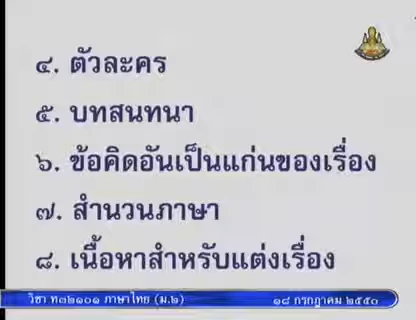 ๔. ตัวละคร
๕. บทสนทนา
๖. ข้อคิดอันเป็นแก่นของเรื่อง
๗. สำนวนภาษา
๘. เนื้อหาสำหรับแต่งเรื่อง
วิชา ท๓๒๑๐๑ ภาษาไทย (ม.๒) ๑๘ กรกฎาคม ๒๕๕๐